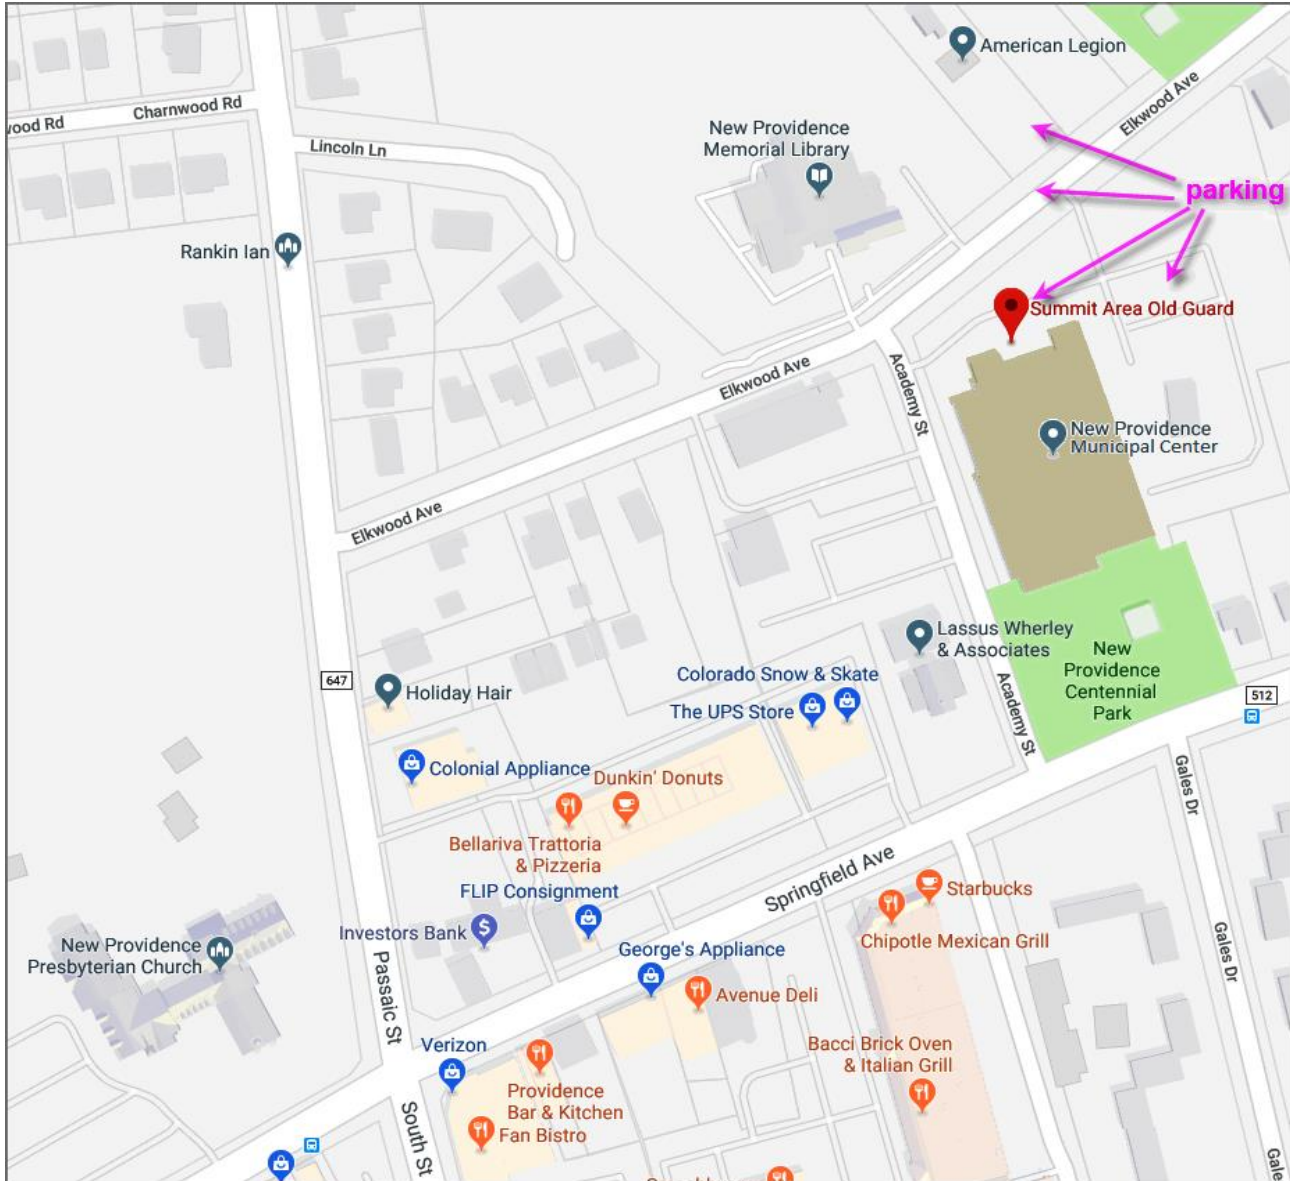 American Legion
Elkwood Ave
Charnwood Rd
wood Rd
Lincoln Ln
New Providence
Memorial Library
parking
Rankin Ian
Summit Area Old Guard
Elkwood Ave
Academy St
New Providence
Municipal Center
Elkwood Ave
Lassus Wherley
& Associates
New
Providence
Centennial
Park
647
Holiday Hair
Colorado Snow & Skate
The UPS Store
512
Academy St
Colonial Appliance
Dunkin' Donuts
Gales Dr
Bellariva Trattoria
& Pizzeria
FLIP Consignment
Springfield Ave
Starbucks
Investors Bank
Chipotle Mexican Grill
New Providence
Presbyterian Church
George's Appliance
Gales Dr
Passaic St
Avenue Deli
Verizon
Bacci Brick Oven
& Italian Grill
Providence
Bar & Kitchen
Fan Bistro
South St
Gale